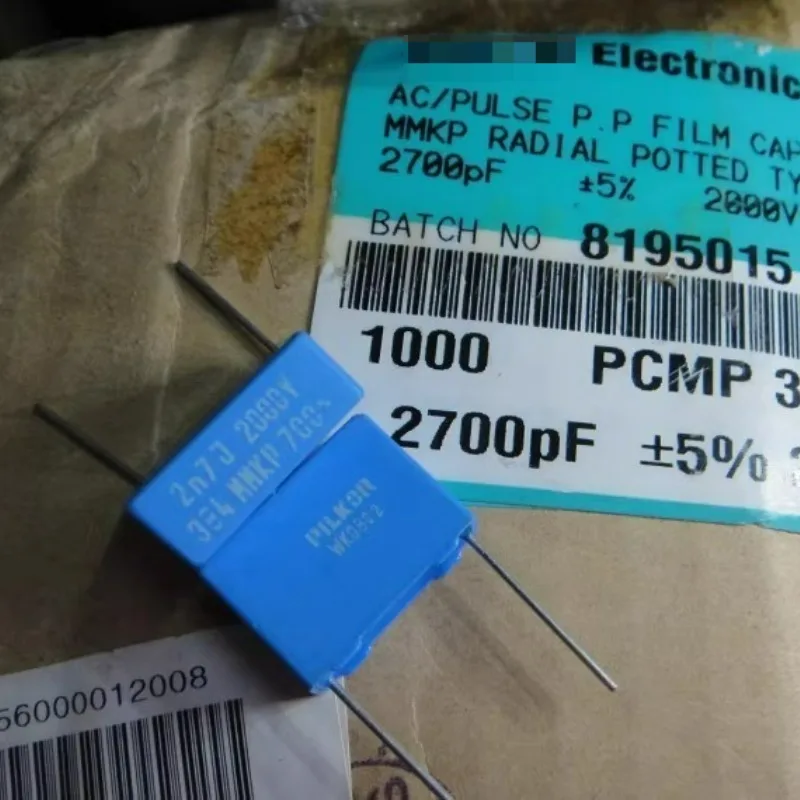 Electronic
AC/PULSE P.P FILM CAP
MMKP RADIAL POTTED TY
2700pF ±5% 2000V
BATCH NO 8195015
1000 PCMP 3
2700pF ±5%
2n7J 2000V
384 MMKP 700
PILKOR
56000012008